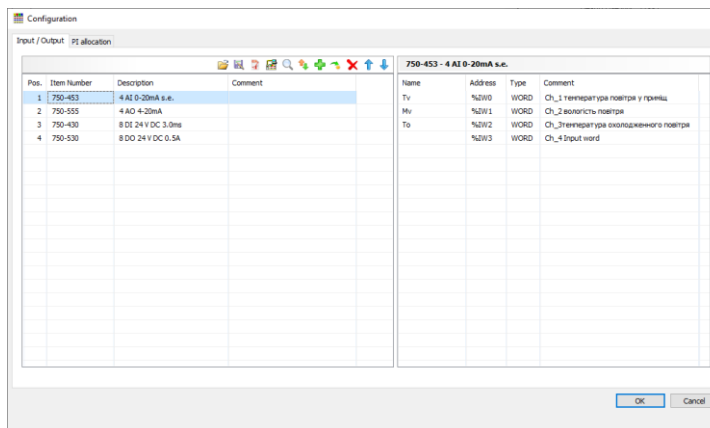 Configuration
Input / Output PI allocation
750-453 - 4 AI 0-20mA s.e.
Pos. Item Number Description Comment
1 750-453 4 AI 0-20mA s.e.
2 750-555 4 AO 4-20mA
3 750-430 8 DI 24 V DC 3.0ms
4 750-530 8 DO 24 V DC 0.5A
Name Address Type Comment
Tv %IW0 WORD Ch_1 температура повітря у приміщ
Mv %IW1 WORD Ch_2 вологість повітря
To %IW2 WORD Ch_3температура охолодженного повітря
%IW3 WORD Ch_4 Input word
OK Cancel